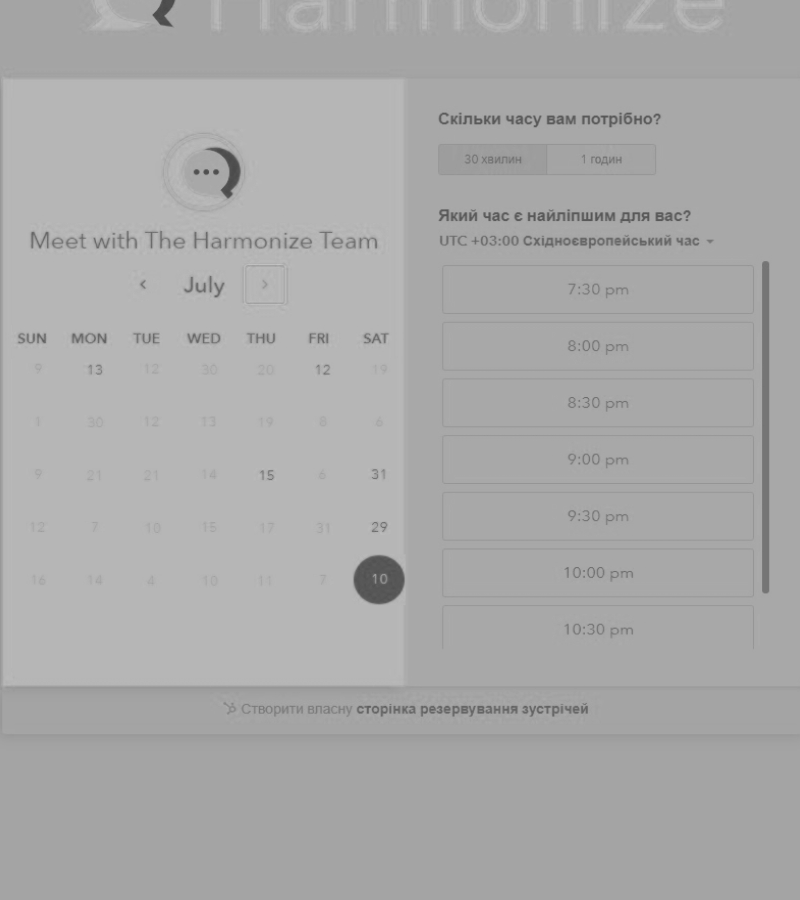 Harmonize
Meet with The Harmonize Team
July
SUN MON TUE WED THU FRI SAT
9 13 12 30 20 12 19
1 30 12 13 19 8 6
9 21 21 14 15 6 31
12 7 10 15 17 31 29
16 14 4 10 11 7 10
Скільки часу вам потрібно?
30 хвилин 1 годин
Який час є найліпшим для вас?
UTC +03:00 Східноєвропейський час
7:30 pm
8:00 pm
8:30 pm
9:00 pm
9:30 pm
10:00 pm
10:30 pm
Створити власну сторінка резервування зустрічей